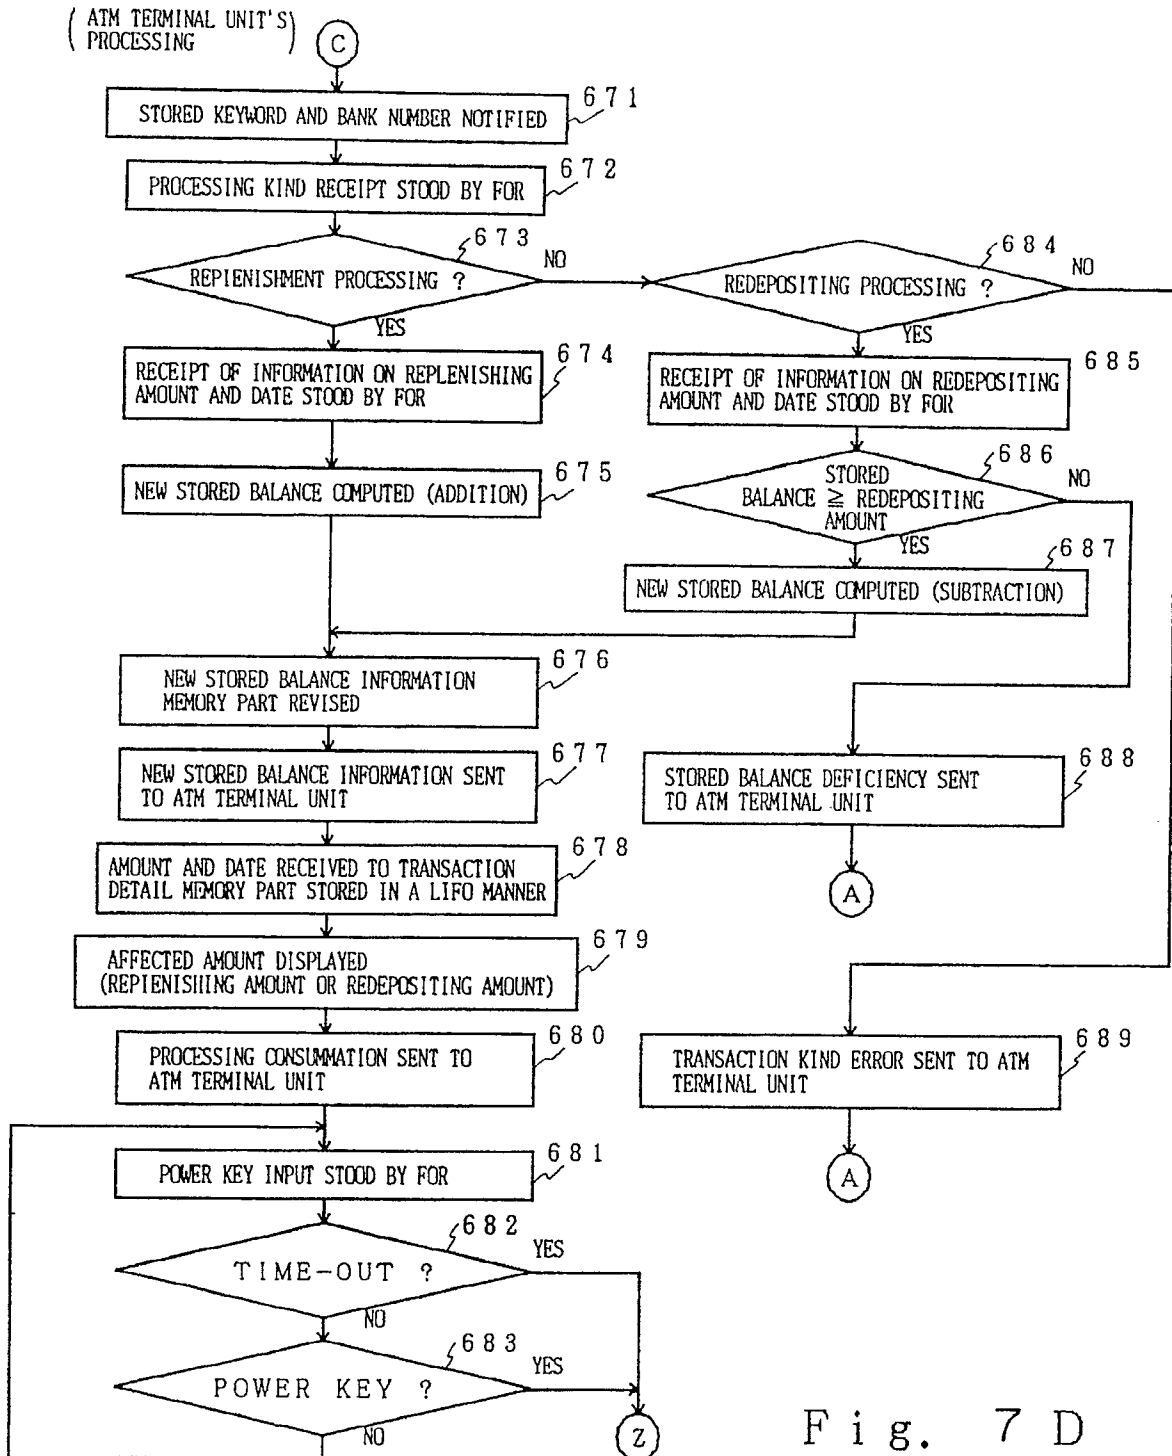 ( ATM TERMINAL UNIT'S )
PROCESSING
C
STORED KEYWORD AND BANK NUMBER NOTIFIED
671
PROCESSING KIND RECEIPT STOOD BY FOR
672
REPLENISHMENT PROCESSING ?
673
NO
YES
REDEPOSITING PROCESSING ?
684
NO
YES
RECEIPT OF INFORMATION ON REPLENISHING
AMOUNT AND DATE STOOD BY FOR
674
RECEIPT OF INFORMATION ON REDEPOSITING
AMOUNT AND DATE STOOD BY FOR
685
NEW STORED BALANCE COMPUTED (ADDITION)
675
STORED
BALANCE ≧ REDEPOSITING
AMOUNT
686
NO
YES
NEW STORED BALANCE COMPUTED (SUBTRACTION)
687
NEW STORED BALANCE INFORMATION
MEMORY PART REVISED
676
NEW STORED BALANCE INFORMATION SENT
TO ATM TERMINAL UNIT
677
STORED BALANCE DEFICIENCY SENT
TO ATM TERMINAL UNIT
688
A
AMOUNT AND DATE RECEIVED TO TRANSACTION
DETAIL MEMORY PART STORED IN A LIFO MANNER
678
AFFECTED AMOUNT DISPLAYED
(REPLENISHING AMOUNT OR REDEPOSITING AMOUNT)
679
PROCESSING CONSUMMATION SENT TO
ATM TERMINAL UNIT
680
TRANSACTION KIND ERROR SENT TO ATM
TERMINAL UNIT
689
A
POWER KEY INPUT STOOD BY FOR
681
TIME-OUT ?
682
YES
NO
POWER KEY ?
683
YES
NO
Z
Fig. 7 D